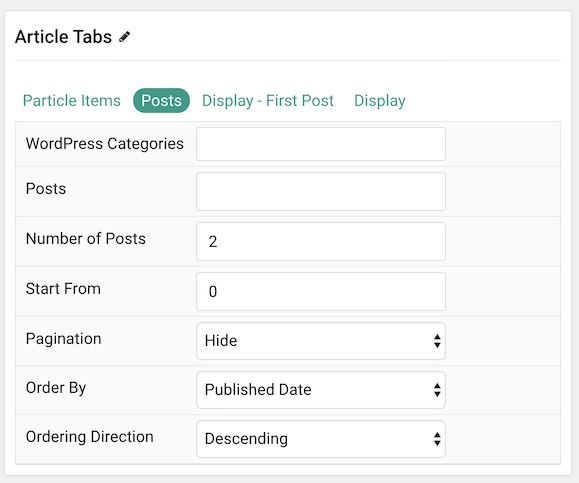 Article Tabs
Particle Items Posts Display - First Post Display
WordPress Categories
Posts
Number of Posts 2
Start From 0
Pagination Hide
Order By Published Date
Ordering Direction Descending